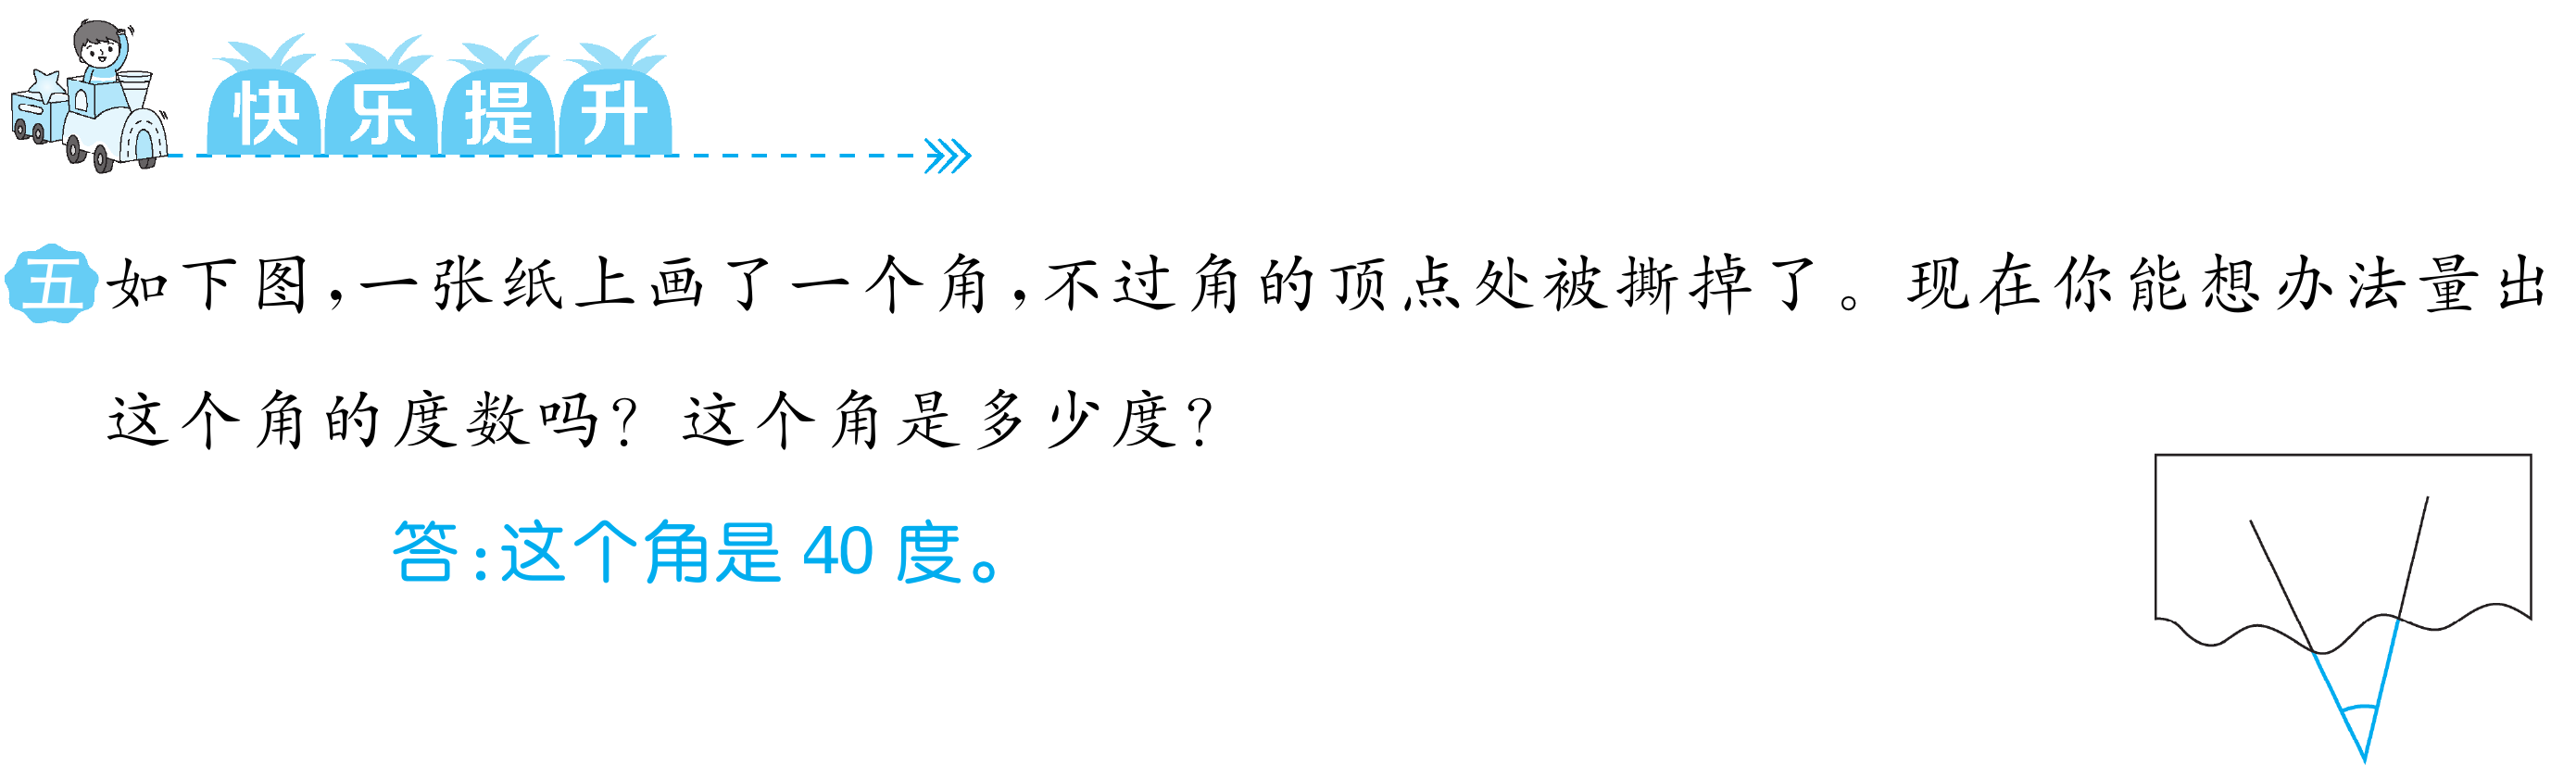 快乐提升
五 如下图,一张纸上画了一个角,不过角的顶点处被撕掉了。现在你能想办法量出
这个角的度数吗?这个角是多少度?
答:这个角是 40 度。